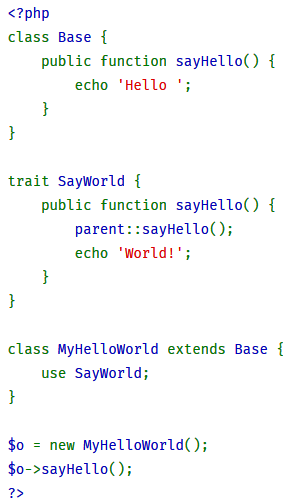 <?php
class Base {
    public function sayHello() {
        echo 'Hello ';
    }
}

trait SayWorld {
    public function sayHello() {
        parent::sayHello();
        echo 'World!';
    }
}

class MyHelloWorld extends Base {
    use SayWorld;
}

$o = new MyHelloWorld();
$o->sayHello();
?>